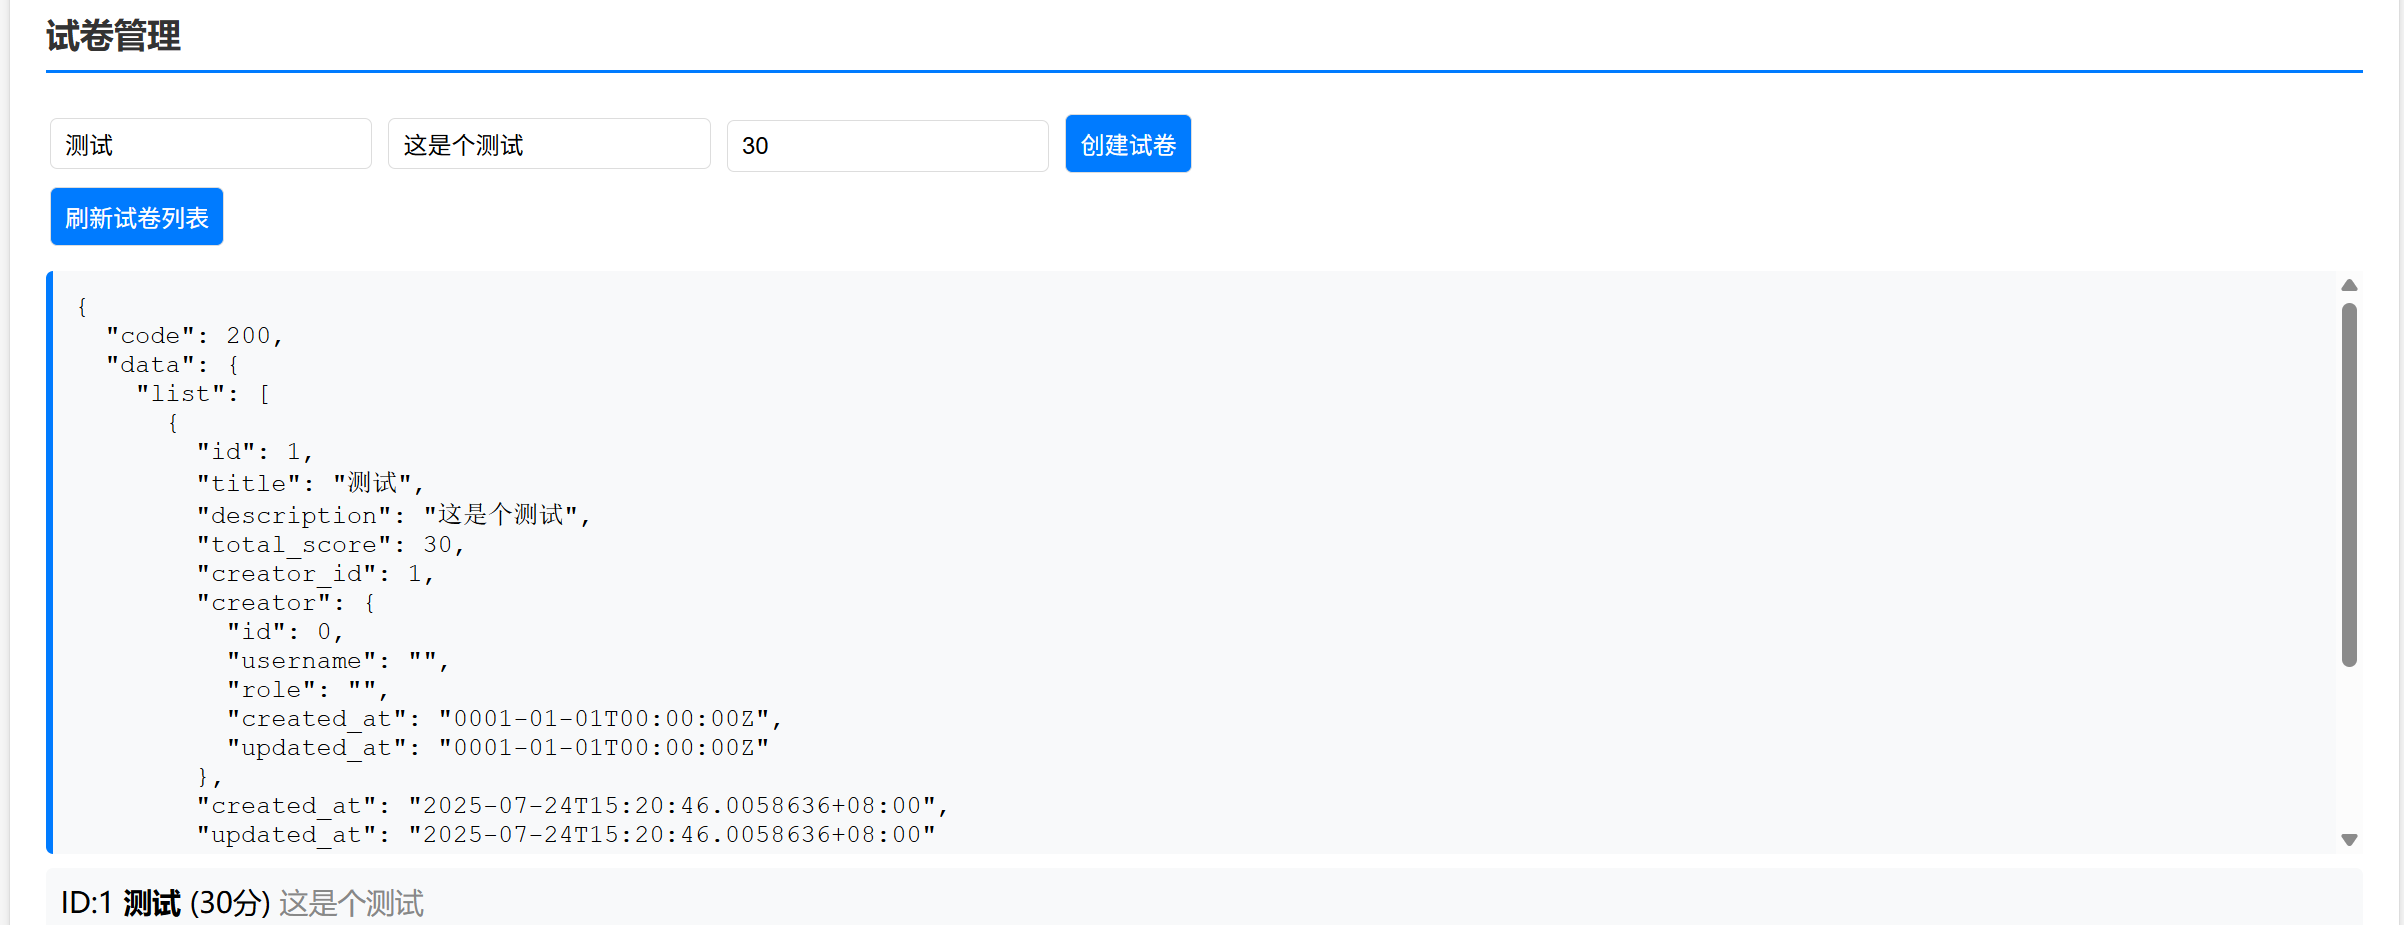 试卷管理
测试 这是个测试 30 创建试卷
刷新试卷列表
{
  "code": 200,
  "data": {
    "list": [
      {
        "id": 1,
        "title": "测试",
        "description": "这是个测试",
        "total_score": 30,
        "creator_id": 1,
        "creator": {
          "id": 0,
          "username": "",
          "role": "",
          "created_at": "0001-01-01T00:00:00Z",
          "updated_at": "0001-01-01T00:00:00Z"
        },
        "created_at": "2025-07-24T15:20:46.0058636+08:00",
        "updated_at": "2025-07-24T15:20:46.0058636+08:00"
ID:1 测试 (30分) 这是个测试